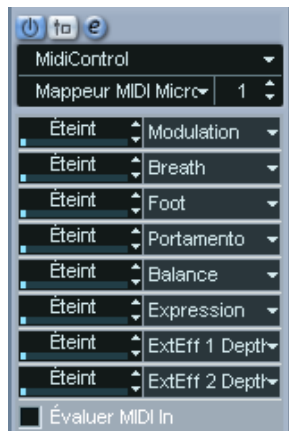 MidiControl
Mappeur MIDI Micro 1
Éteint Modulation
Éteint Breath
Éteint Foot
Éteint Portamento
Éteint Balance
Éteint Expression
Éteint ExtEff 1 Depth
Éteint ExtEff 2 Depth
Évaluer MIDI In